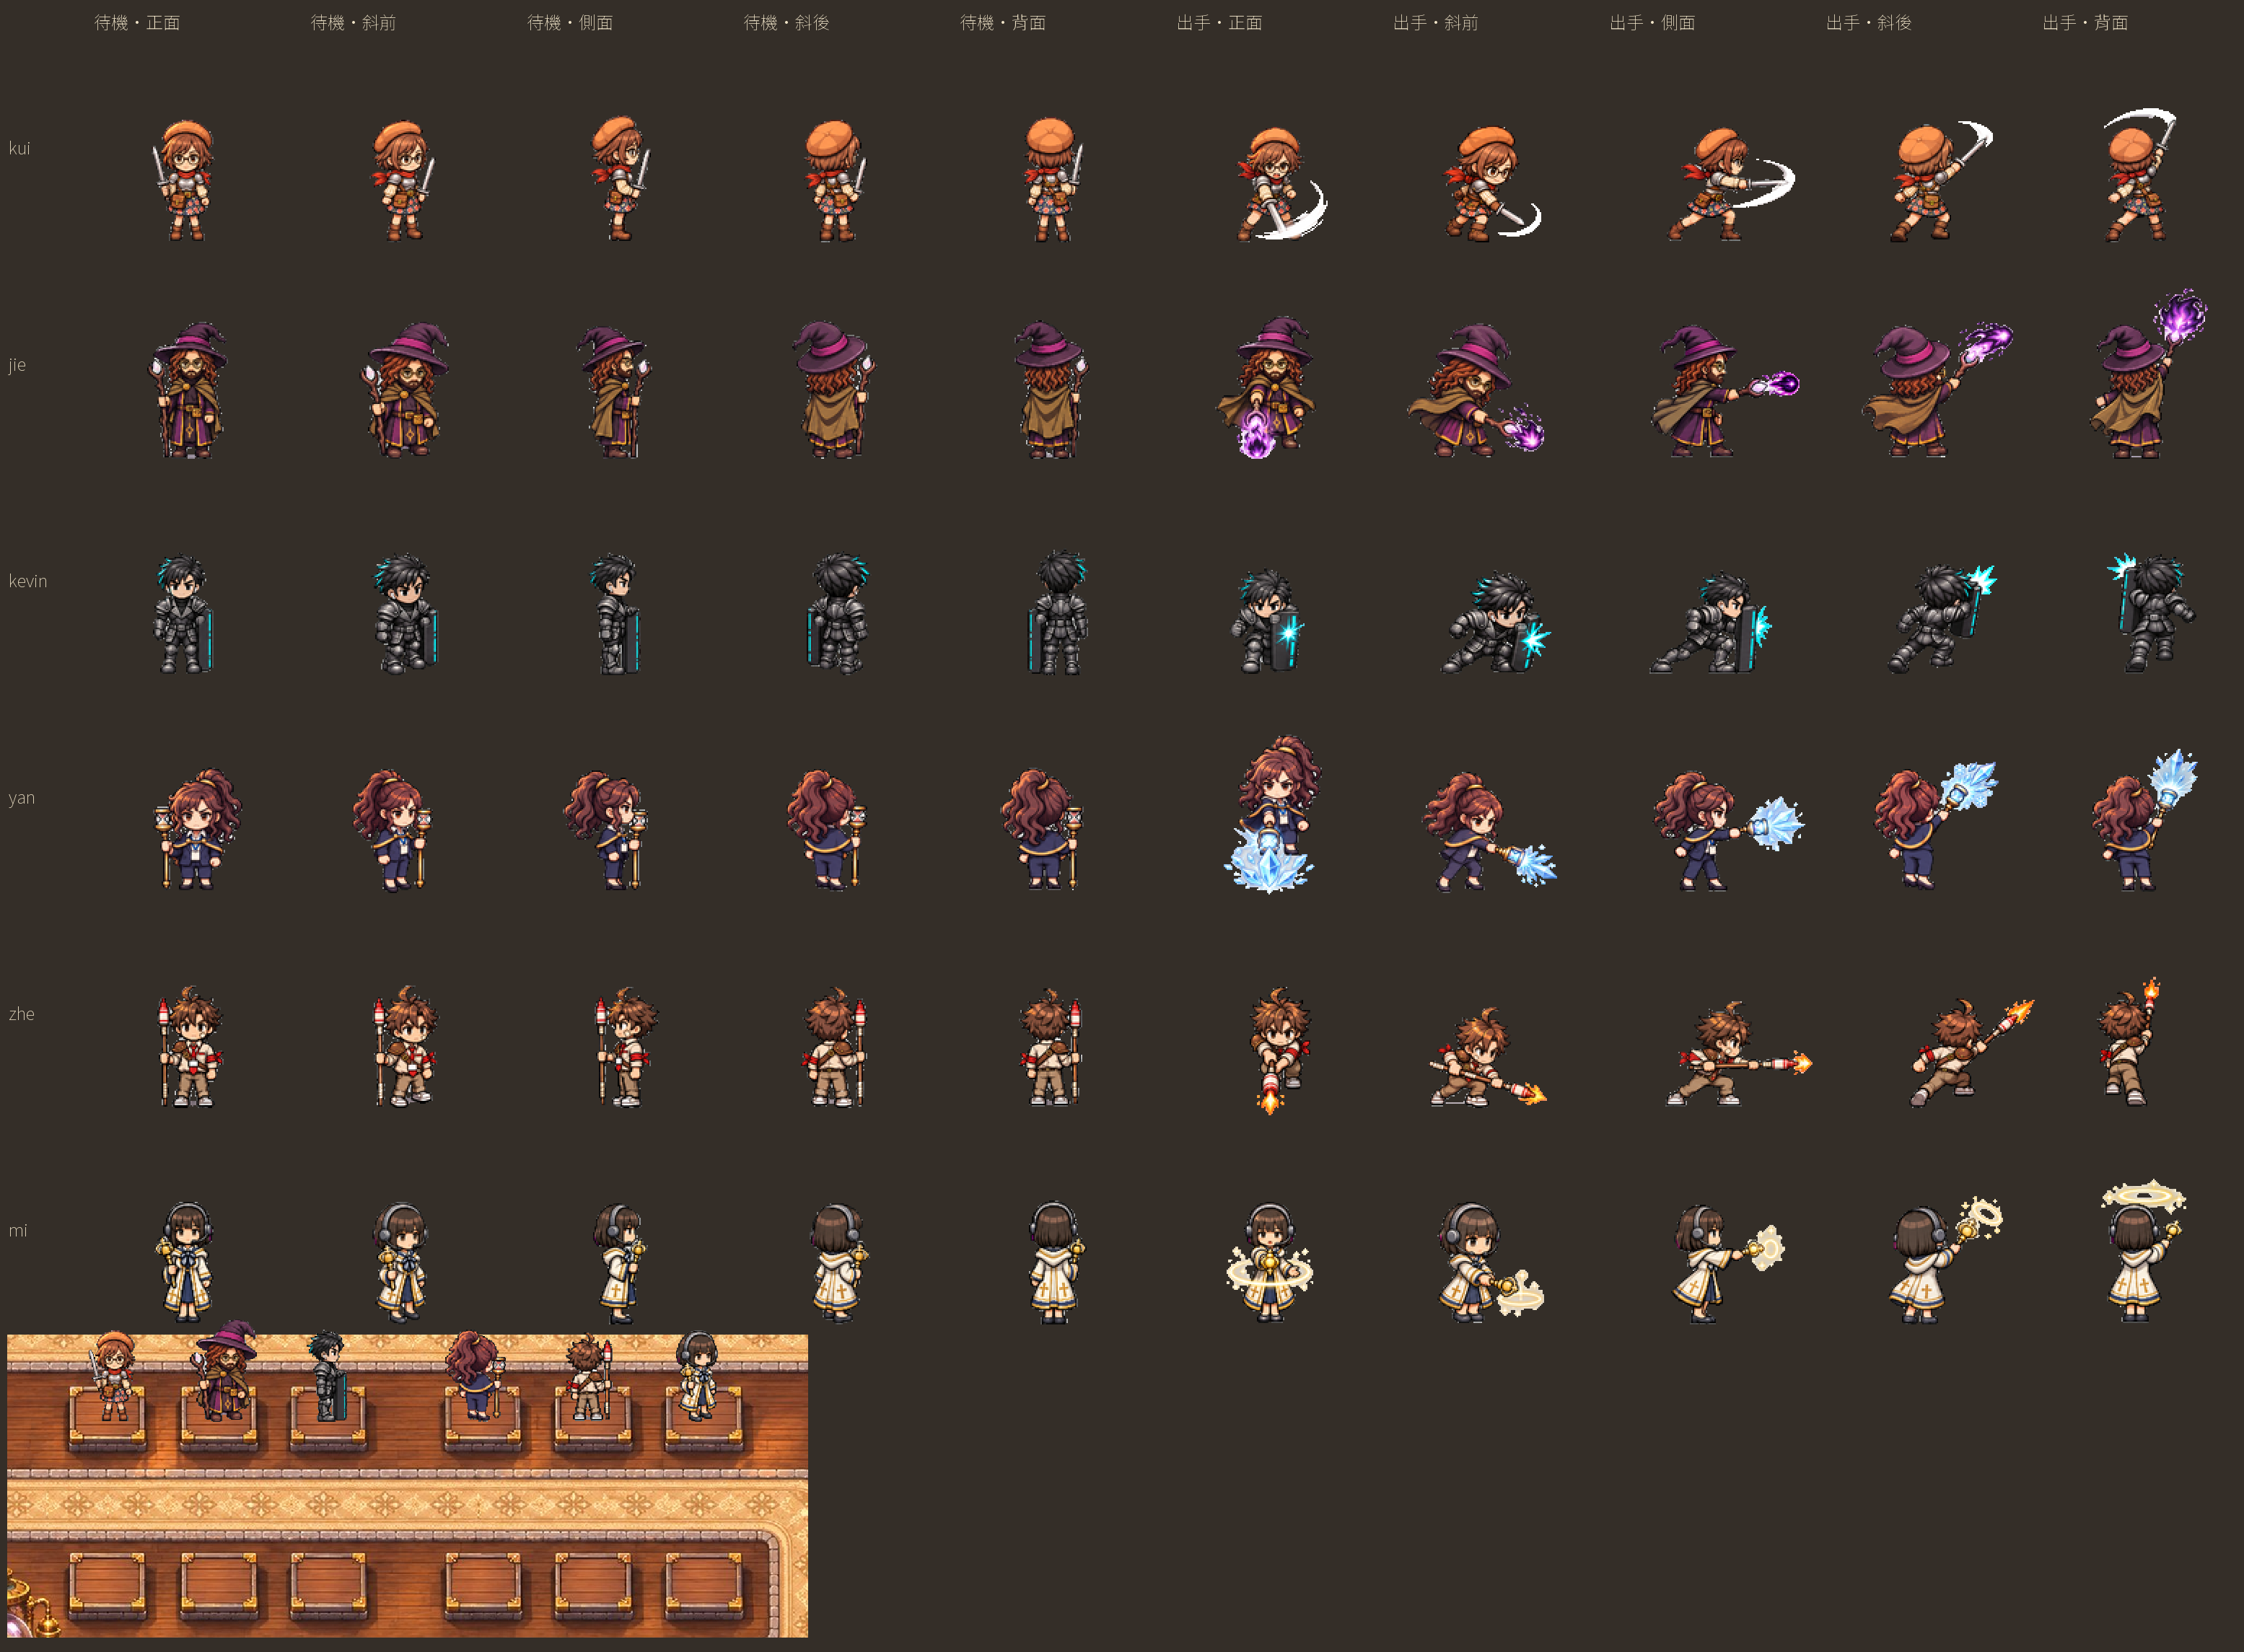 待機・正面 待機・斜前 待機・側面 待機・斜後 待機・背面 出手・正面 出手・斜前 出手・側面 出手・斜後 出手・背面
kui
jie
kevin
yan
zhe
mi